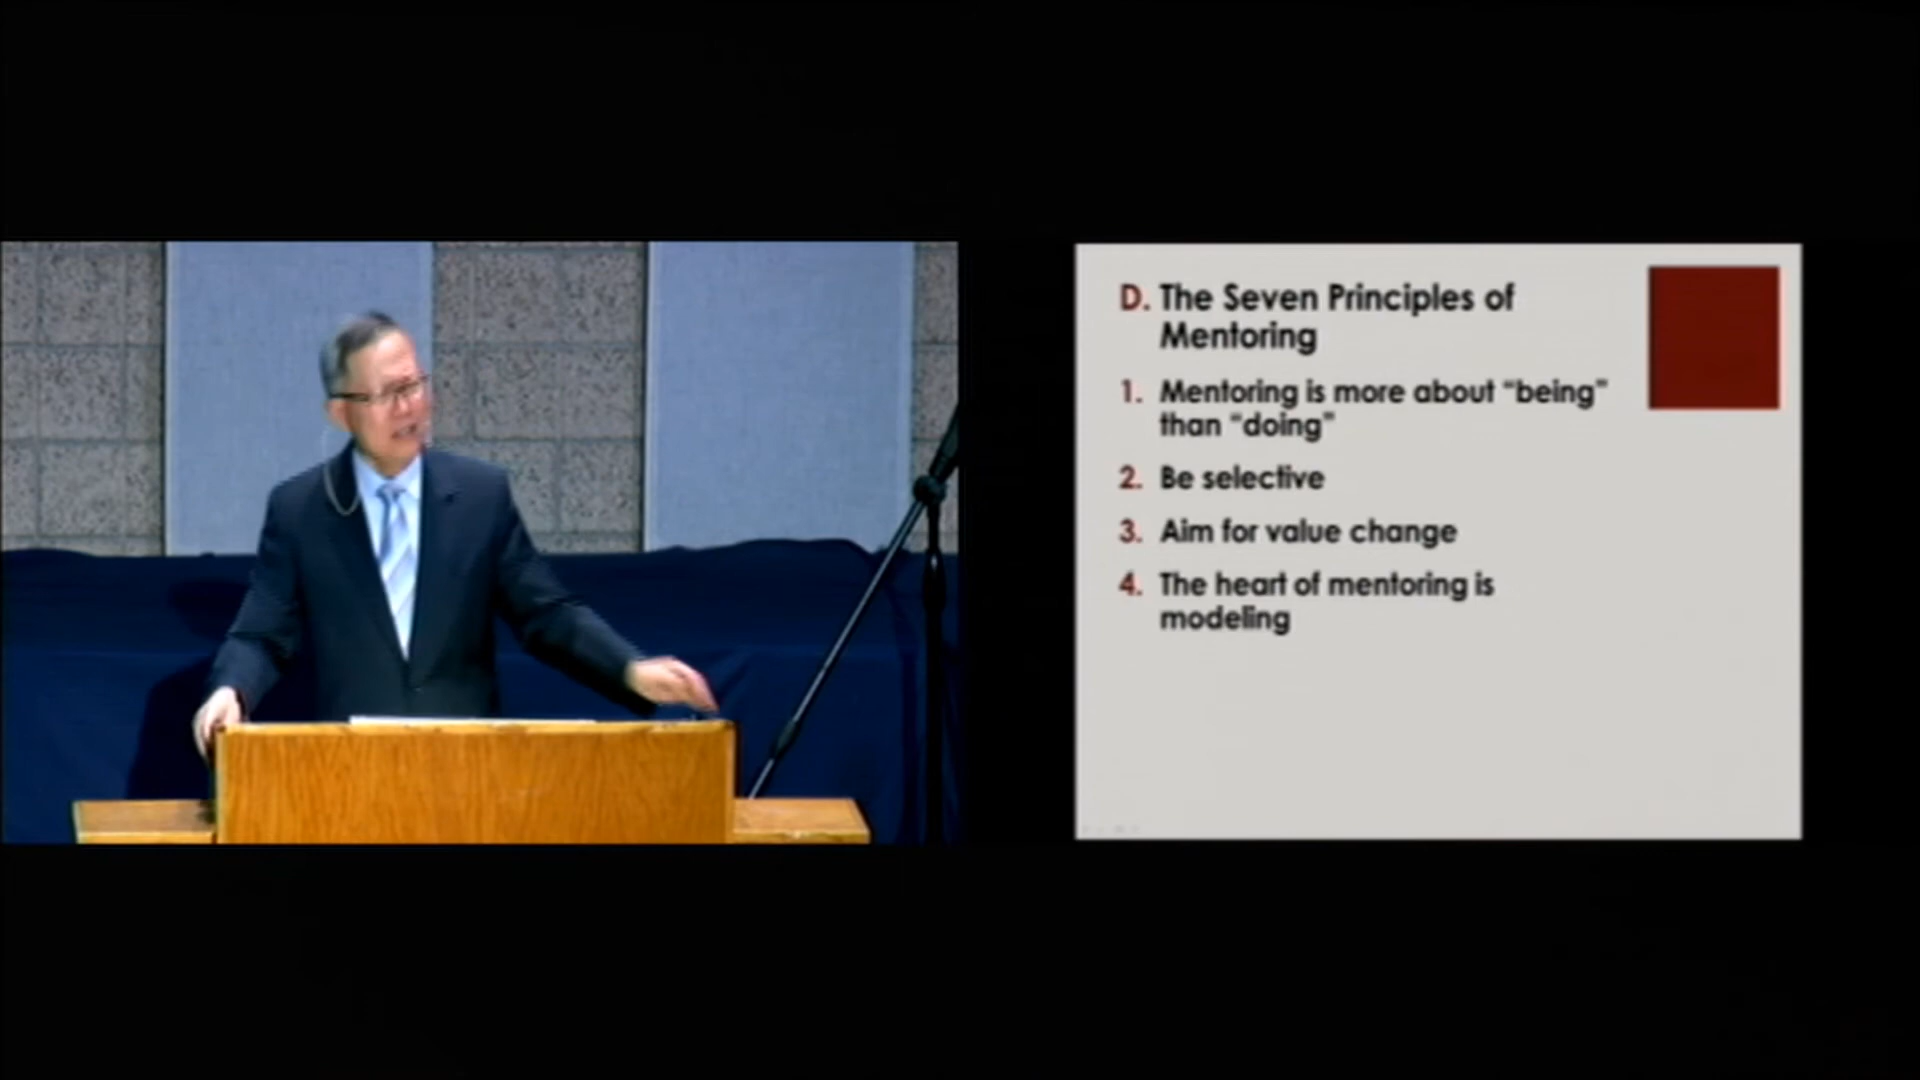 D. The Seven Principles of
Mentoring
1. Mentoring is more about “being”
than “doing”
2. Be selective
3. Aim for value change
4. The heart of mentoring is
modeling